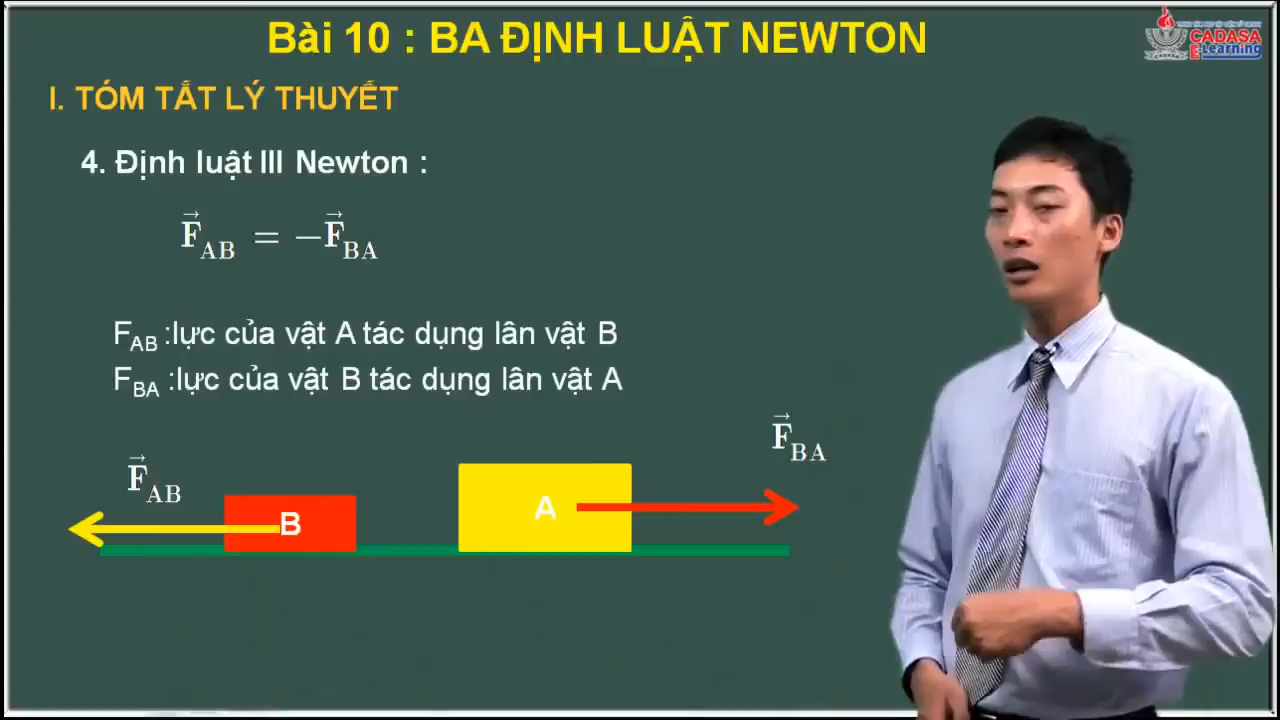 Bài 10 : BA ĐỊNH LUẬT NEWTON
CADASA
E Learning
I. TÓM TẮT LÝ THUYẾT
4. Định luật III Newton :
F⃗AB = −F⃗BA
FAB :lực của vật A tác dụng lân vật B
FBA :lực của vật B tác dụng lân vật A
F⃗BA
F⃗AB
B
A